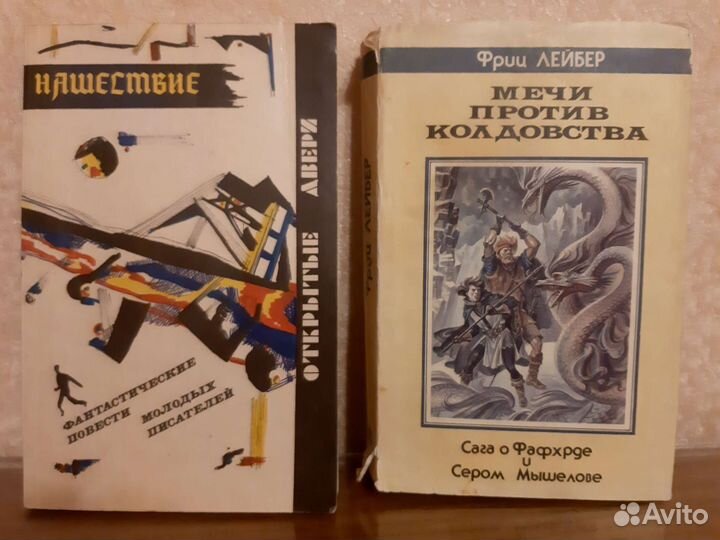 НАШЕСТВИЕ
ОТКРЫТЫЕ ДВЕРИ
ФАНТАСТИЧЕСКИЕ
ПОВЕСТИ МОЛОДЫХ
ПИСАТЕЛЕЙ
Фриц ЛЕЙБЕР
Фриц ЛЕЙБЕР
МЕЧИ
ПРОТИВ
КОЛДОВСТВА
Сага о Фафхрде
и
Сером Мышелове
Avito